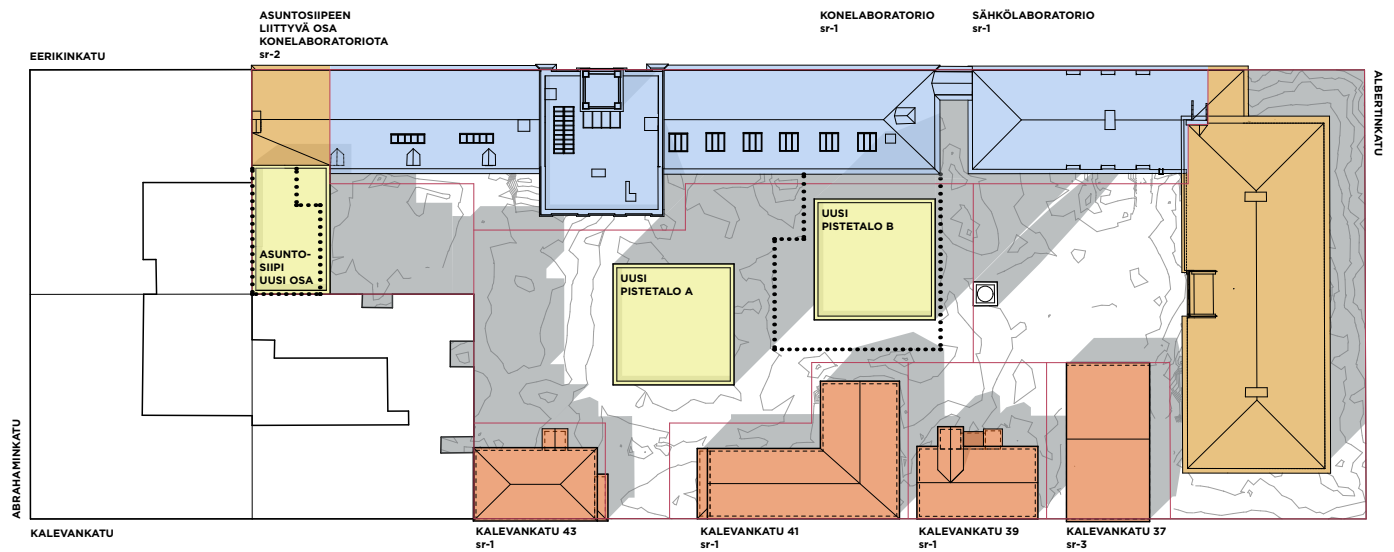 ASUNTOSIIPEEN
LIITTYVÄ OSA
KONELABORATORIOTA
sr-2
KONELABORATORIO
sr-1
SÄHKÖLABORATORIO
sr-1
EERIKINKATU
ALBERTINKATU
UUSI
PISTETALO B
ASUNTO-
SIIPI
UUSI OSA
UUSI
PISTETALO A
ABRAHAMINKATU
KALEVANKATU
KALEVANKATU 43
sr-1
KALEVANKATU 41
sr-1
KALEVANKATU 39
sr-1
KALEVANKATU 37
sr-3